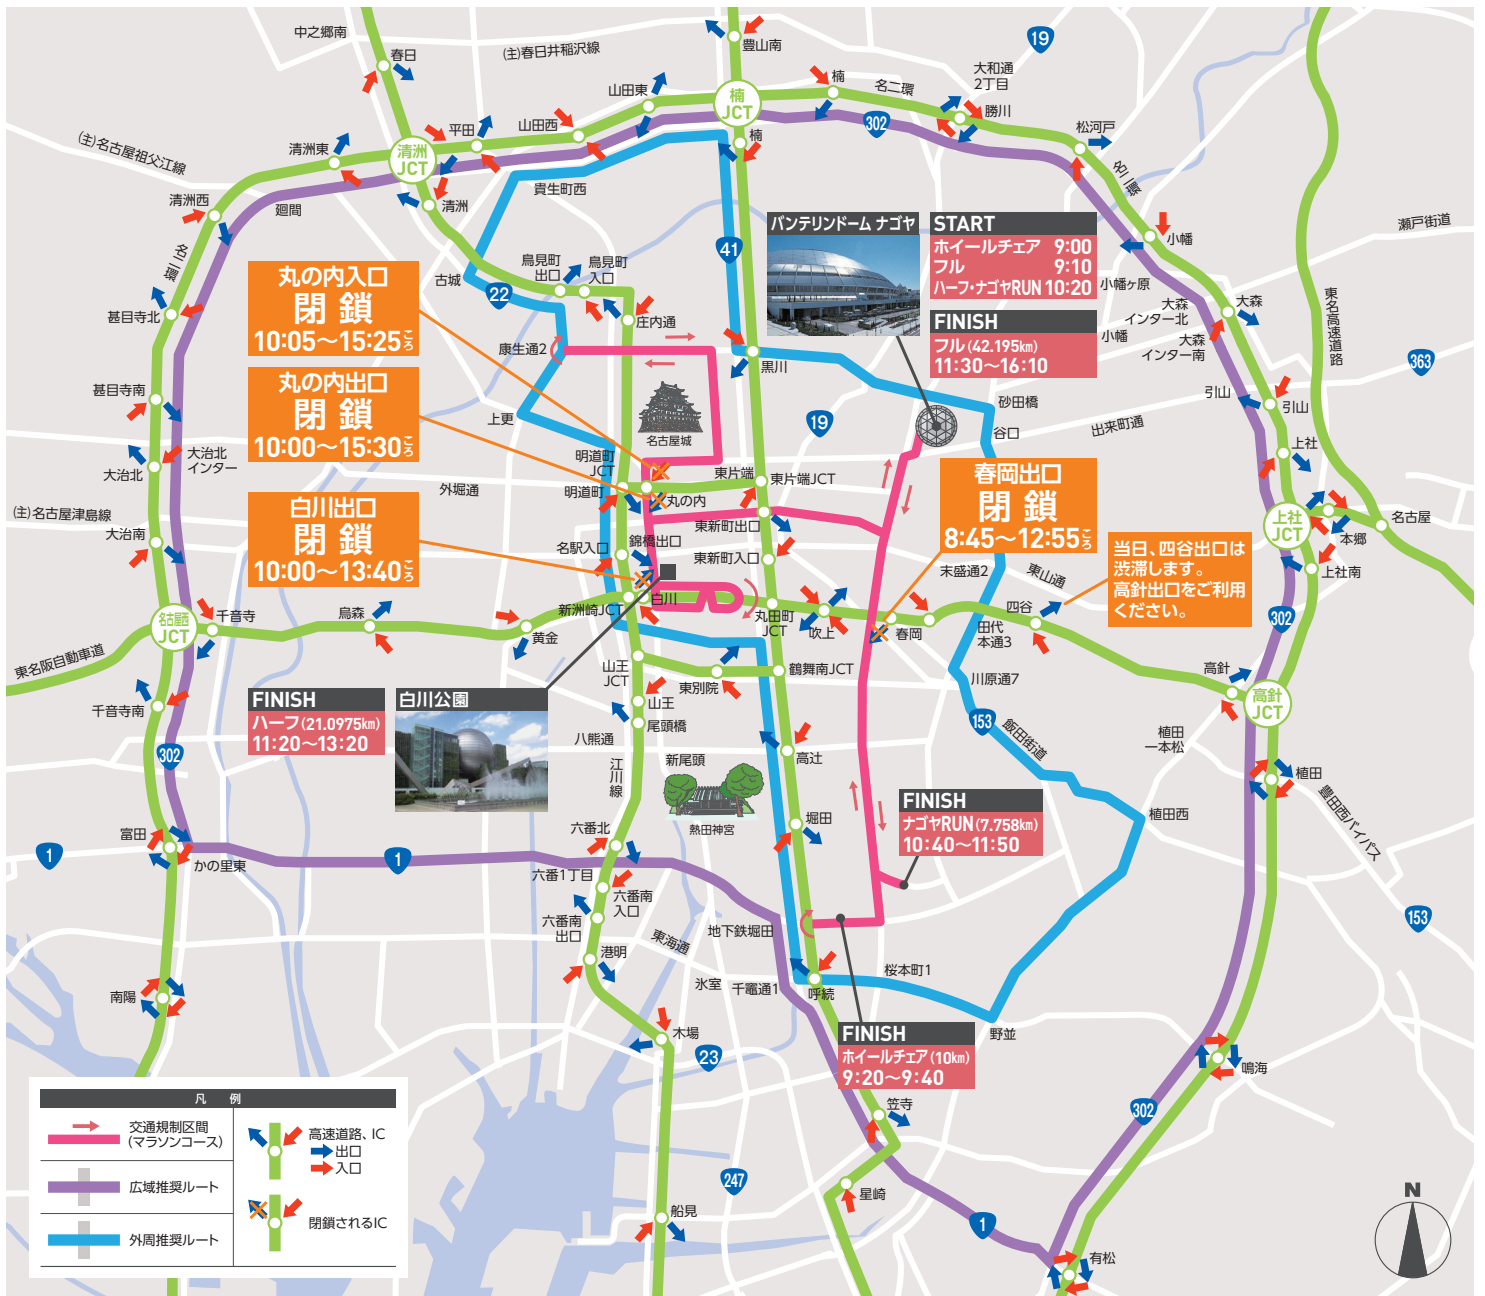 中之郷南
春日
(主)春日井稲沢線
豊山南
19
大和通
2丁目
楠
JCT
楠
名二環
勝川
302
松河戸
山田東
山田西
平田
清洲東
清洲
JCT
(主)名古屋祖父江線
清洲西
廻間
清洲
貴生町西
楠
名二環
名二環
小幡
瀬戸街道
古城
22
鳥見町
出口
鳥見町
入口
庄内通
41
バンテリンドーム ナゴヤ
START
ホイールチェア 9:00
フル 9:10
ハーフ・ナゴヤRUN 10:20
FINISH
フル(42.195km)
11:30～16:10
小幡ヶ原
小幡
大森
インター北
大森
大森
インター南
東名高速道路
363
甚目寺北
丸の内入口
閉鎖
10:05～15:25ころ
康生通2
黒川
甚目寺南
丸の内出口
閉鎖
10:00～15:30ころ
上更
名古屋城
19
砂田橋
谷口
出来町通
引山
引山
上社
大治北
インター
大治北
外堀通
明道町
JCT
明道町
丸の内
東片端
東片端JCT
東新町出口
(主)名古屋津島線
大治南
白川出口
閉鎖
10:00～13:40ころ
名駅入口
錦橋出口
東新町入口
春岡出口
閉鎖
8:45～12:55ころ
末盛通2
東山通
当日、四谷出口は
渋滞します。
高針出口をご利用
ください。
上社
JCT
本郷
名古屋
上社南
302
名古屋西
JCT
千音寺
烏森
黄金
新洲崎JCT
白川
丸田町
JCT
吹上
春岡
四谷
田代
本通3
東名阪自動車道
千音寺南
302
山王
JCT
東別院
鶴舞南JCT
川原通7
高針
高針
JCT
FINISH
ハーフ(21.0975km)
11:20～13:20
白川公園
山王
尾頭橋
八熊通
江川線
新尾頭
熱田神宮
高辻
堀田
153
飯田街道
植田
一本松
植田
植田西
豊田西バイパス
153
FINISH
ナゴヤRUN(7.758km)
10:40～11:50
1
富田
かの里東
1
六番北
六番1丁目
六番南
入口
六番南
出口
港明
東海通
地下鉄堀田
氷室
千竈通1
呼続
桜本町1
野並
南陽
木場
23
FINISH
ホイールチェア(10km)
9:20～9:40
笠寺
鳴海
302
247
星崎
船見
1
有松
N
凡 例
交通規制区間
(マラソンコース)
広域推奨ルート
外周推奨ルート
高速道路、IC
出口
入口
閉鎖されるIC